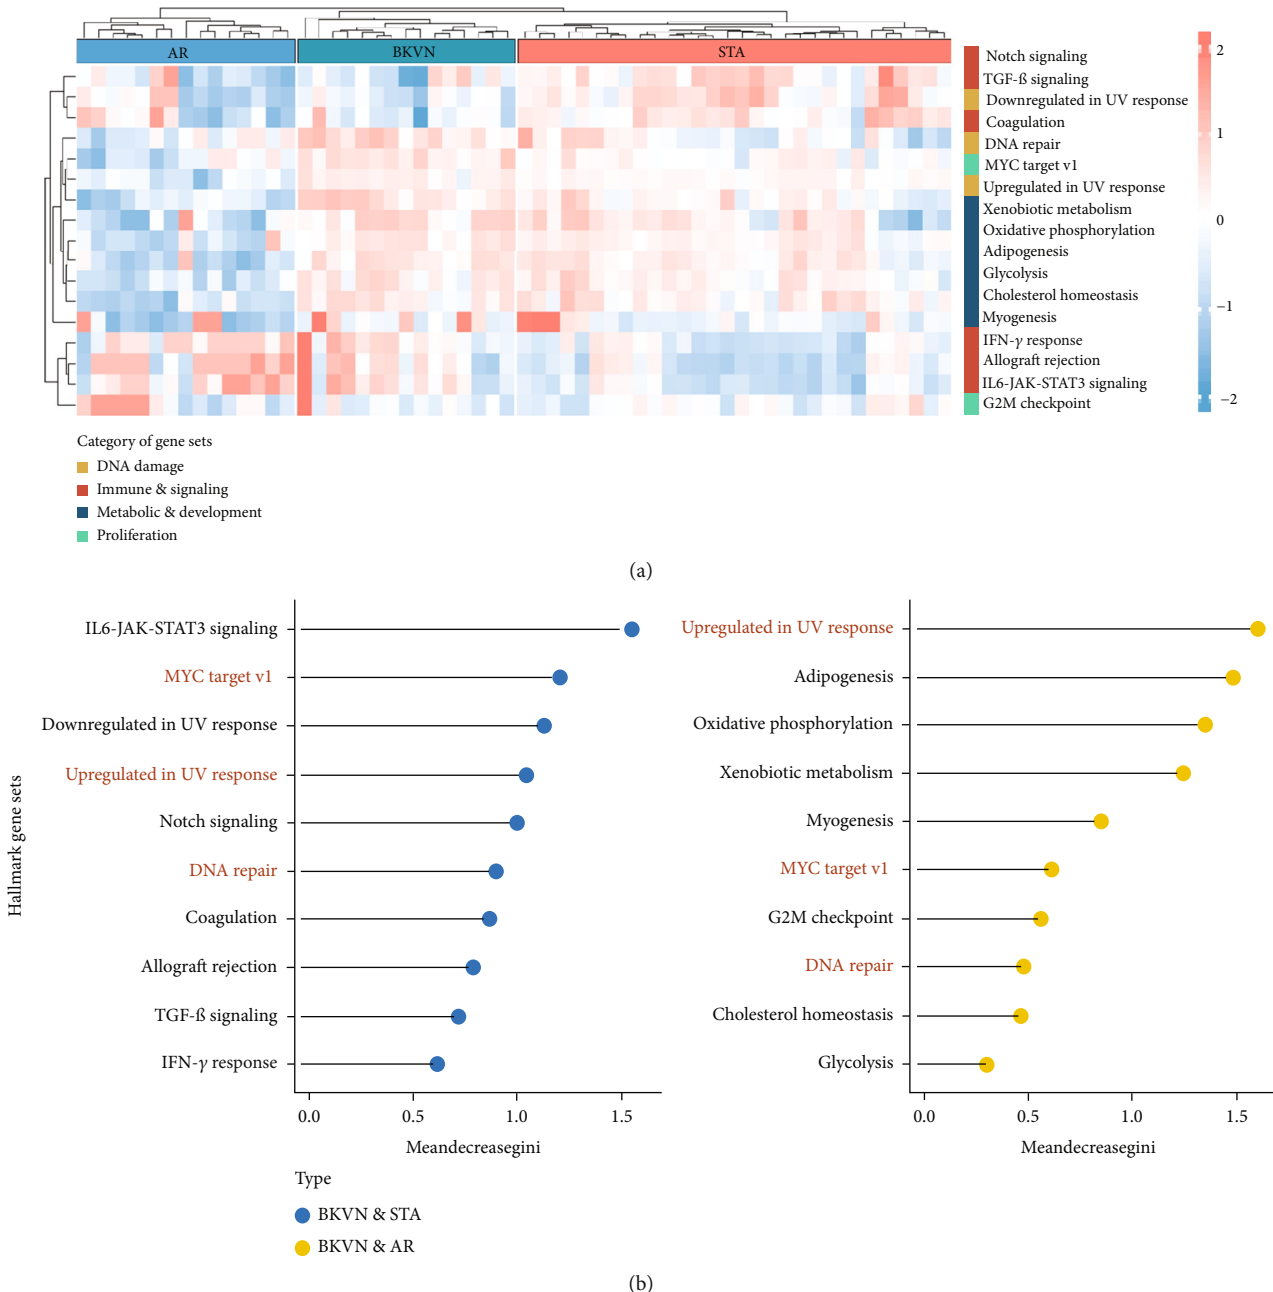 AR
BKVN
STA
Notch signaling
TGF-ß signaling
Downregulated in UV response
Coagulation
DNA repair
MYC target v1
Upregulated in UV response
Xenobiotic metabolism
Oxidative phosphorylation
Adipogenesis
Glycolysis
Cholesterol homeostasis
Myogenesis
IFN-γ response
Allograft rejection
IL6-JAK-STAT3 signaling
G2M checkpoint
2
1
0
−1
−2
Category of gene sets
DNA damage
Immune & signaling
Metabolic & development
Proliferation
(a)
Hallmark gene sets
IL6-JAK-STAT3 signaling
MYC target v1
Downregulated in UV response
Upregulated in UV response
Notch signaling
DNA repair
Coagulation
Allograft rejection
TGF-ß signaling
IFN-γ response
0.0 0.5 1.0 1.5
Meandecreasegini
Upregulated in UV response
Adipogenesis
Oxidative phosphorylation
Xenobiotic metabolism
Myogenesis
MYC target v1
G2M checkpoint
DNA repair
Cholesterol homeostasis
Glycolysis
0.0 0.5 1.0 1.5
Meandecreasegini
Type
BKVN & STA
BKVN & AR
(b)